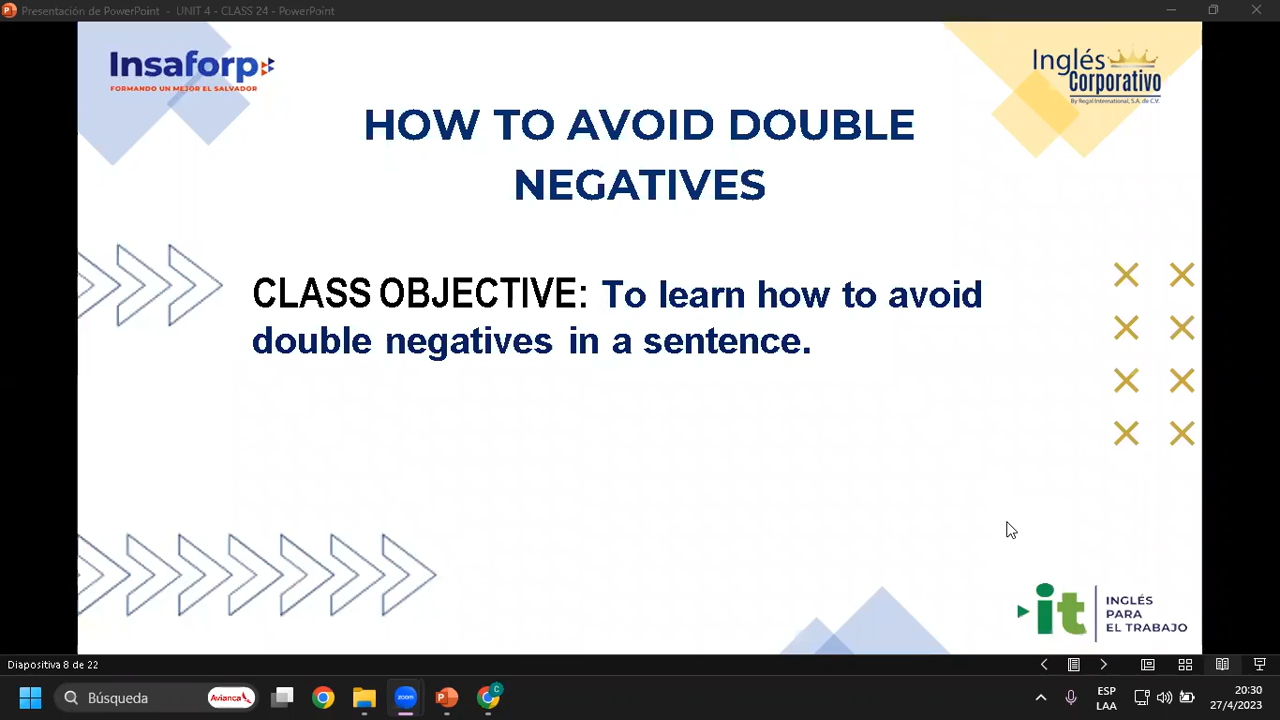 Presentación de PowerPoint - UNIT 4 - CLASS 24 - PowerPoint
Insaforp
FORMANDO UN MEJOR EL SALVADOR
Inglés
Corporativo
By Regal International, S.A. de C.V.
HOW TO AVOID DOUBLE
NEGATIVES
CLASS OBJECTIVE: To learn how to avoid
double negatives in a sentence.
it
INGLÉS
PARA
EL TRABAJO
Diapositiva 8 de 22
Búsqueda
Avianca
zoom
C
ESP
LAA
20:30
27/4/2023